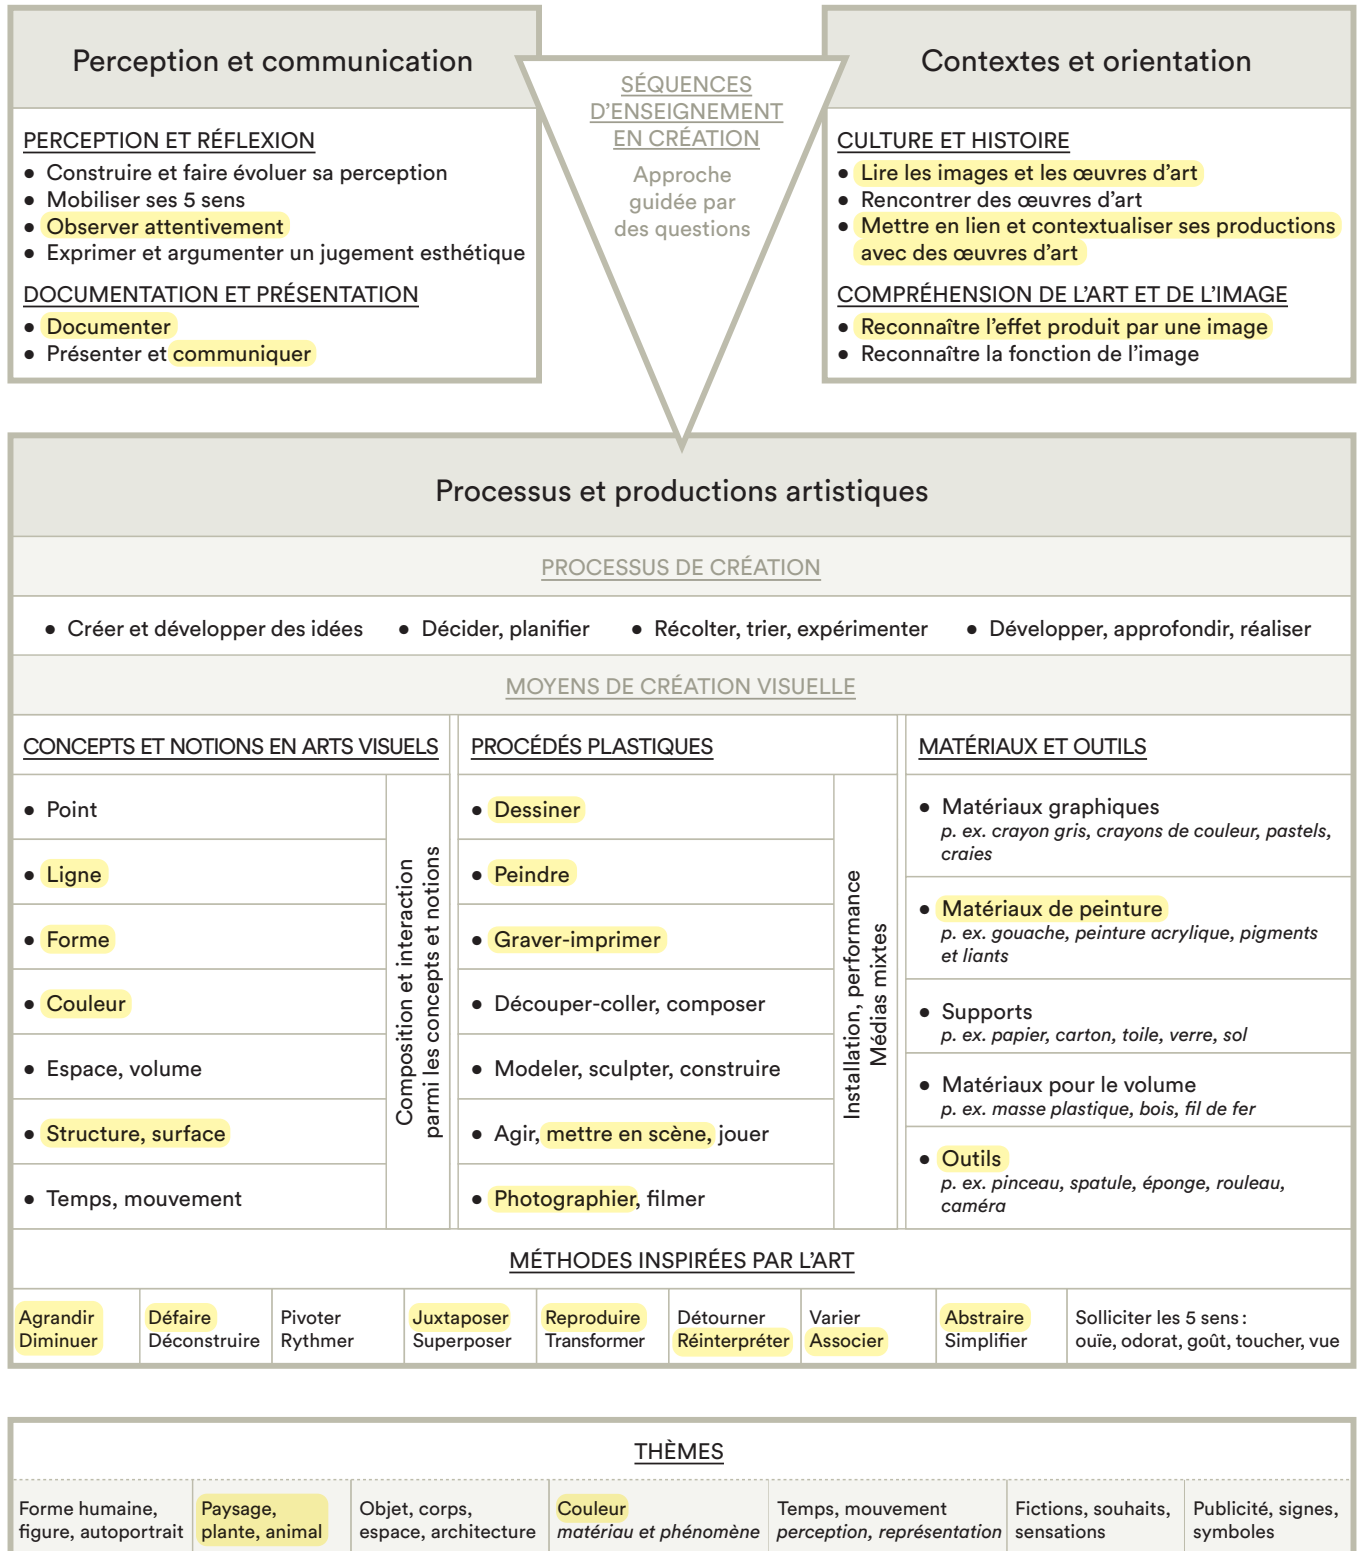 Perception et communication
PERCEPTION ET RÉFLEXION
• Construire et faire évoluer sa perception
• Mobiliser ses 5 sens
• Observer attentivement
• Exprimer et argumenter un jugement esthétique
DOCUMENTATION ET PRÉSENTATION
• Documenter
• Présenter et communiquer
SÉQUENCES
D’ENSEIGNEMENT
EN CRÉATION
Approche
guidée par
des questions
Contextes et orientation
CULTURE ET HISTOIRE
• Lire les images et les œuvres d’art
• Rencontrer des œuvres d’art
• Mettre en lien et contextualiser ses productions
avec des œuvres d’art
COMPRÉHENSION DE L’ART ET DE L’IMAGE
• Reconnaître l’effet produit par une image
• Reconnaître la fonction de l’image
Processus et productions artistiques
PROCESSUS DE CRÉATION
• Créer et développer des idées • Décider, planifier • Récolter, trier, expérimenter • Développer, approfondir, réaliser
MOYENS DE CRÉATION VISUELLE
CONCEPTS ET NOTIONS EN ARTS VISUELS
• Point
• Ligne
• Forme
• Couleur
• Espace, volume
• Structure, surface
• Temps, mouvement
Composition et interaction
parmi les concepts et notions
PROCÉDÉS PLASTIQUES
• Dessiner
• Peindre
• Graver-imprimer
• Découper-coller, composer
• Modeler, sculpter, construire
• Agir, mettre en scène, jouer
• Photographier, filmer
Installation, performance
Médias mixtes
MATÉRIAUX ET OUTILS
• Matériaux graphiques
p. ex. crayon gris, crayons de couleur, pastels,
craies
• Matériaux de peinture
p. ex. gouache, peinture acrylique, pigments
et liants
• Supports
p. ex. papier, carton, toile, verre, sol
• Matériaux pour le volume
p. ex. masse plastique, bois, fil de fer
• Outils
p. ex. pinceau, spatule, éponge, rouleau,
caméra
MÉTHODES INSPIRÉES PAR L’ART
Agrandir
Diminuer
Défaire
Déconstruire
Pivoter
Rythmer
Juxtaposer
Superposer
Reproduire
Transformer
Détourner
Réinterpréter
Varier
Associer
Abstraire
Simplifier
Solliciter les 5 sens :
ouïe, odorat, goût, toucher, vue
THÈMES
Forme humaine,
figure, autoportrait
Paysage,
plante, animal
Objet, corps,
espace, architecture
Couleur
matériau et phénomène
Temps, mouvement
perception, représentation
Fictions, souhaits,
sensations
Publicité, signes,
symboles